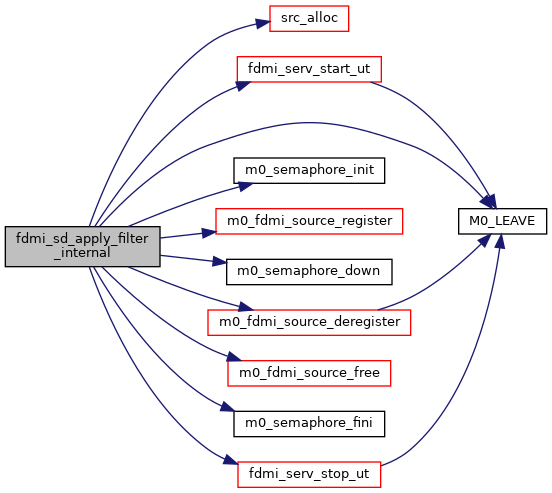 src_alloc
fdmi_serv_start_ut
m0_semaphore_init
m0_fdmi_source_register
M0_LEAVE
fdmi_sd_apply_filter
_internal
m0_semaphore_down
m0_fdmi_source_deregister
m0_fdmi_source_free
m0_semaphore_fini
fdmi_serv_stop_ut